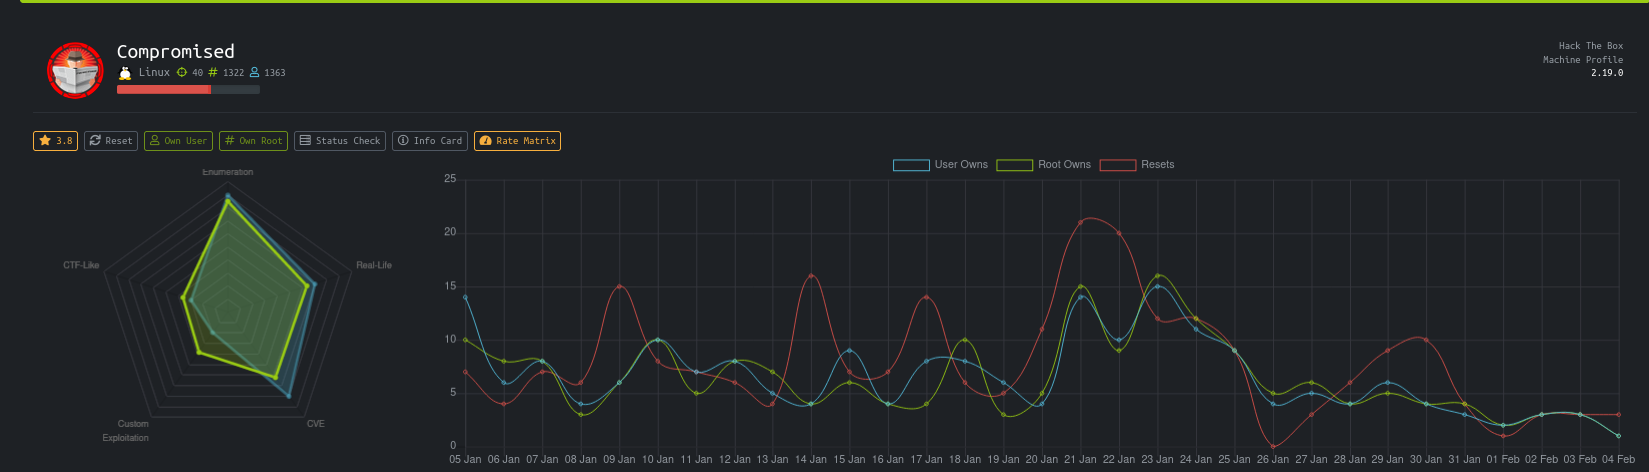 Compromised
Linux 40 # 1322 1363
Hack The Box
Machine Profile
2.19.0
3.8 Reset Own User # Own Root Status Check Info Card Rate Matrix
Enumeration
CTF-Like
Real-Life
Custom
Exploitation
CVE
User Owns Root Owns Resets
25
20
15
10
5
0
05 Jan 06 Jan 07 Jan 08 Jan 09 Jan 10 Jan 11 Jan 12 Jan 13 Jan 14 Jan 15 Jan 16 Jan 17 Jan 18 Jan 19 Jan 20 Jan 21 Jan 22 Jan 23 Jan 24 Jan 25 Jan 26 Jan 27 Jan 28 Jan 29 Jan 30 Jan 31 Jan 01 Feb 02 Feb 03 Feb 04 Feb